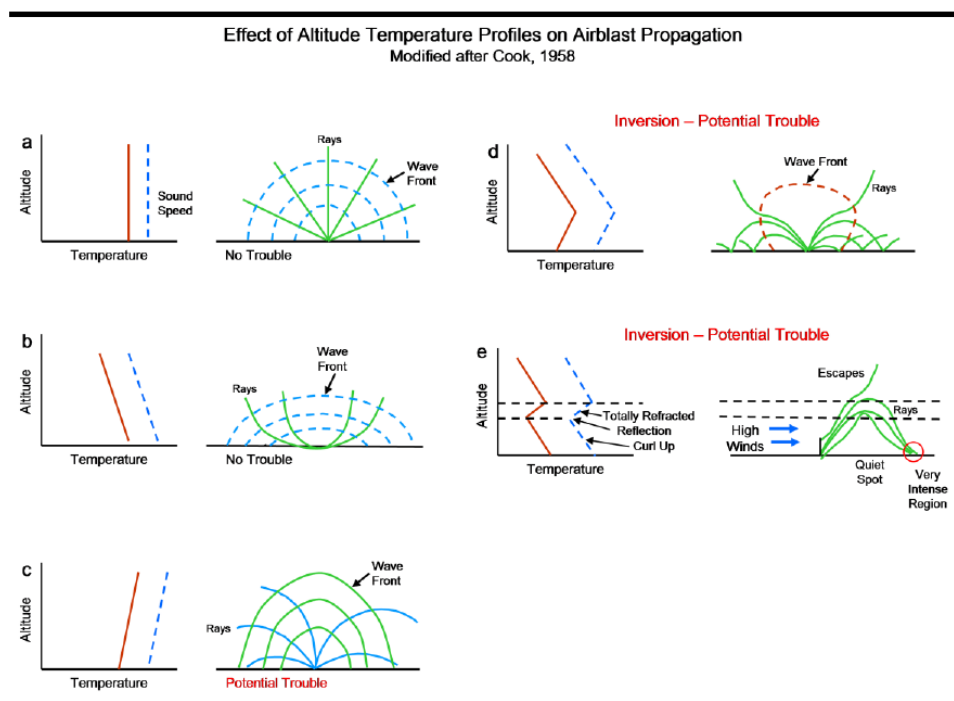 Effect of Altitude Temperature Profiles on Airblast Propagation
Modified after Cook, 1958
a
Altitude
Sound
Speed
Temperature
Rays
Wave
Front
No Trouble
b
Altitude
Temperature
Rays
Wave
Front
No Trouble
c
Altitude
Temperature
Rays
Wave
Front
Potential Trouble
Inversion – Potential Trouble
d
Altitude
Temperature
Wave Front
Rays
Inversion – Potential Trouble
e
Altitude
Totally Refracted
Reflection
Curl Up
Temperature
Escapes
Rays
High
Winds
Quiet
Spot
Very
Intense
Region